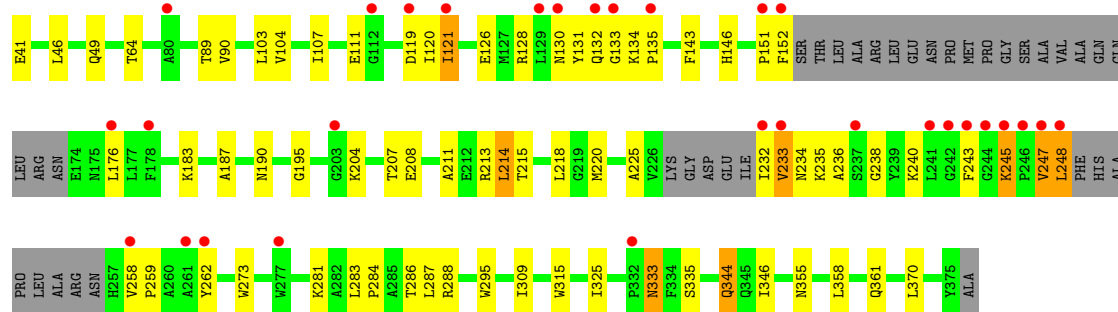 E41 L46 Q49 T64 A80 T89 V90 L103 V104 I107 E111 G112 D119 I120 I121 E126 M127 R128 L129 N130 Y131 Q132 G133 K134 P135 F143 H146 P151 F152 SER THR LEU ALA ARG LEU GLU ASN PRO MET PRO GLY SER ALA VAL ALA GLN GLN
LEU ARG ASN E174 N175 L176 L177 F178 K183 A187 N190 G195 G203 K204 T207 E208 A211 E212 R213 L214 T215 L218 G219 M220 A225 V226 LYS GLY ASP GLU ILE I232 V233 N234 K235 A236 S237 G238 Y239 K240 L241 G242 F243 G244 K245 P246 V247 L248 PHE HIS ALA
PRO LEU ALA ARG ASN H257 V258 P259 A260 A261 Y262 W273 W277 K281 A282 L283 P284 A285 T286 L287 R288 W295 I309 W315 I325 P332 N333 F334 S335 Q344 Q345 I346 N355 L358 Q361 L370 Y375 ALA